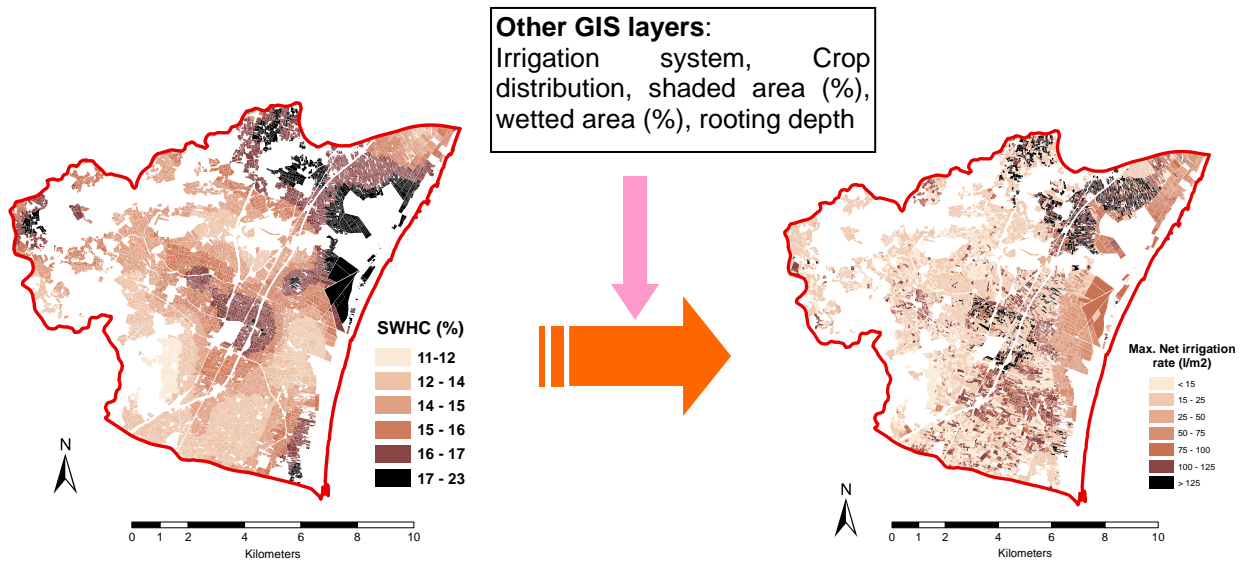 Other GIS layers:
Irrigation system, Crop
distribution, shaded area (%),
wetted area (%), rooting depth
SWHC (%)
11-12
12 - 14
14 - 15
15 - 16
16 - 17
17 - 23
N
0 1 2 4 6 8 10
Kilometers
Max. Net irrigation
rate (l/m2)
< 15
15 - 25
25 - 50
50 - 75
75 - 100
100 - 125
> 125
N
0 1 2 4 6 8 10
Kilometers